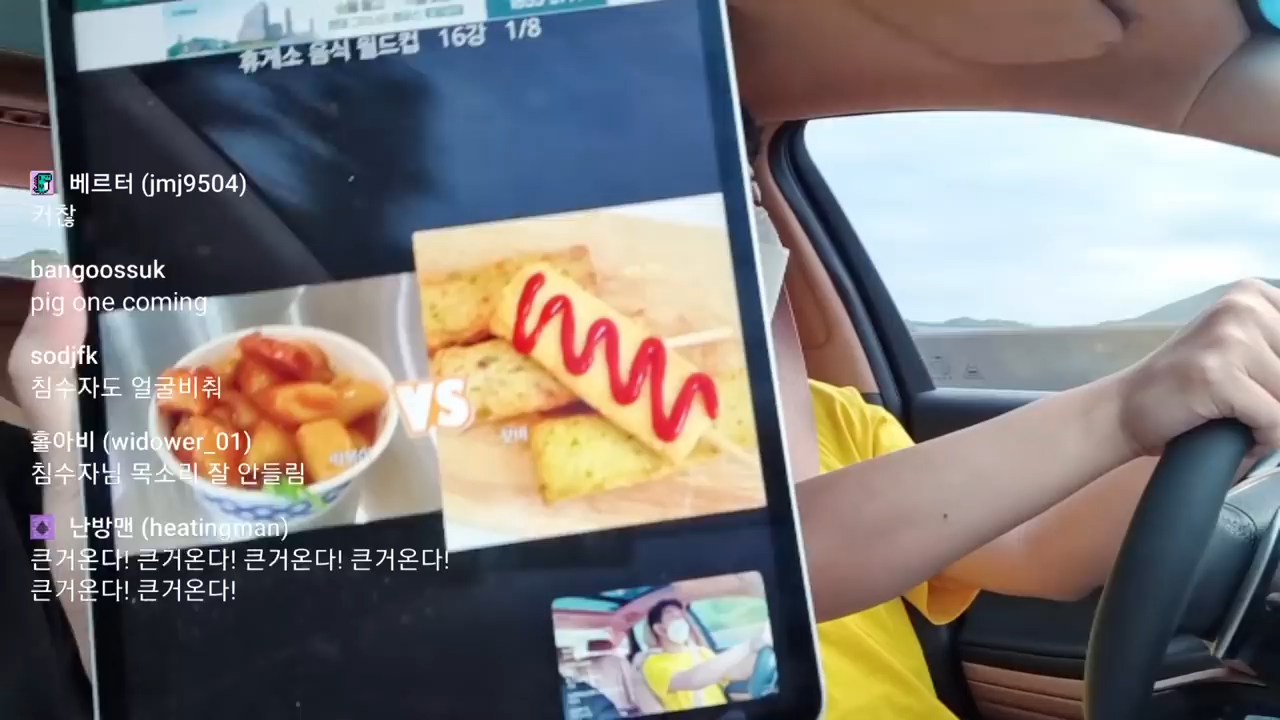 휴게소 음식 월드컵 16강 1/8
베르터 (jmj9504)
커찮
bangoossuk
pig one coming
sodjfk
침수자도 얼굴비춰
홀아비 (widower_01)
침수자님 목소리 잘 안들림
난방맨 (heatingman)
큰거온다! 큰거온다! 큰거온다! 큰거온다!
큰거온다! 큰거온다!
VS